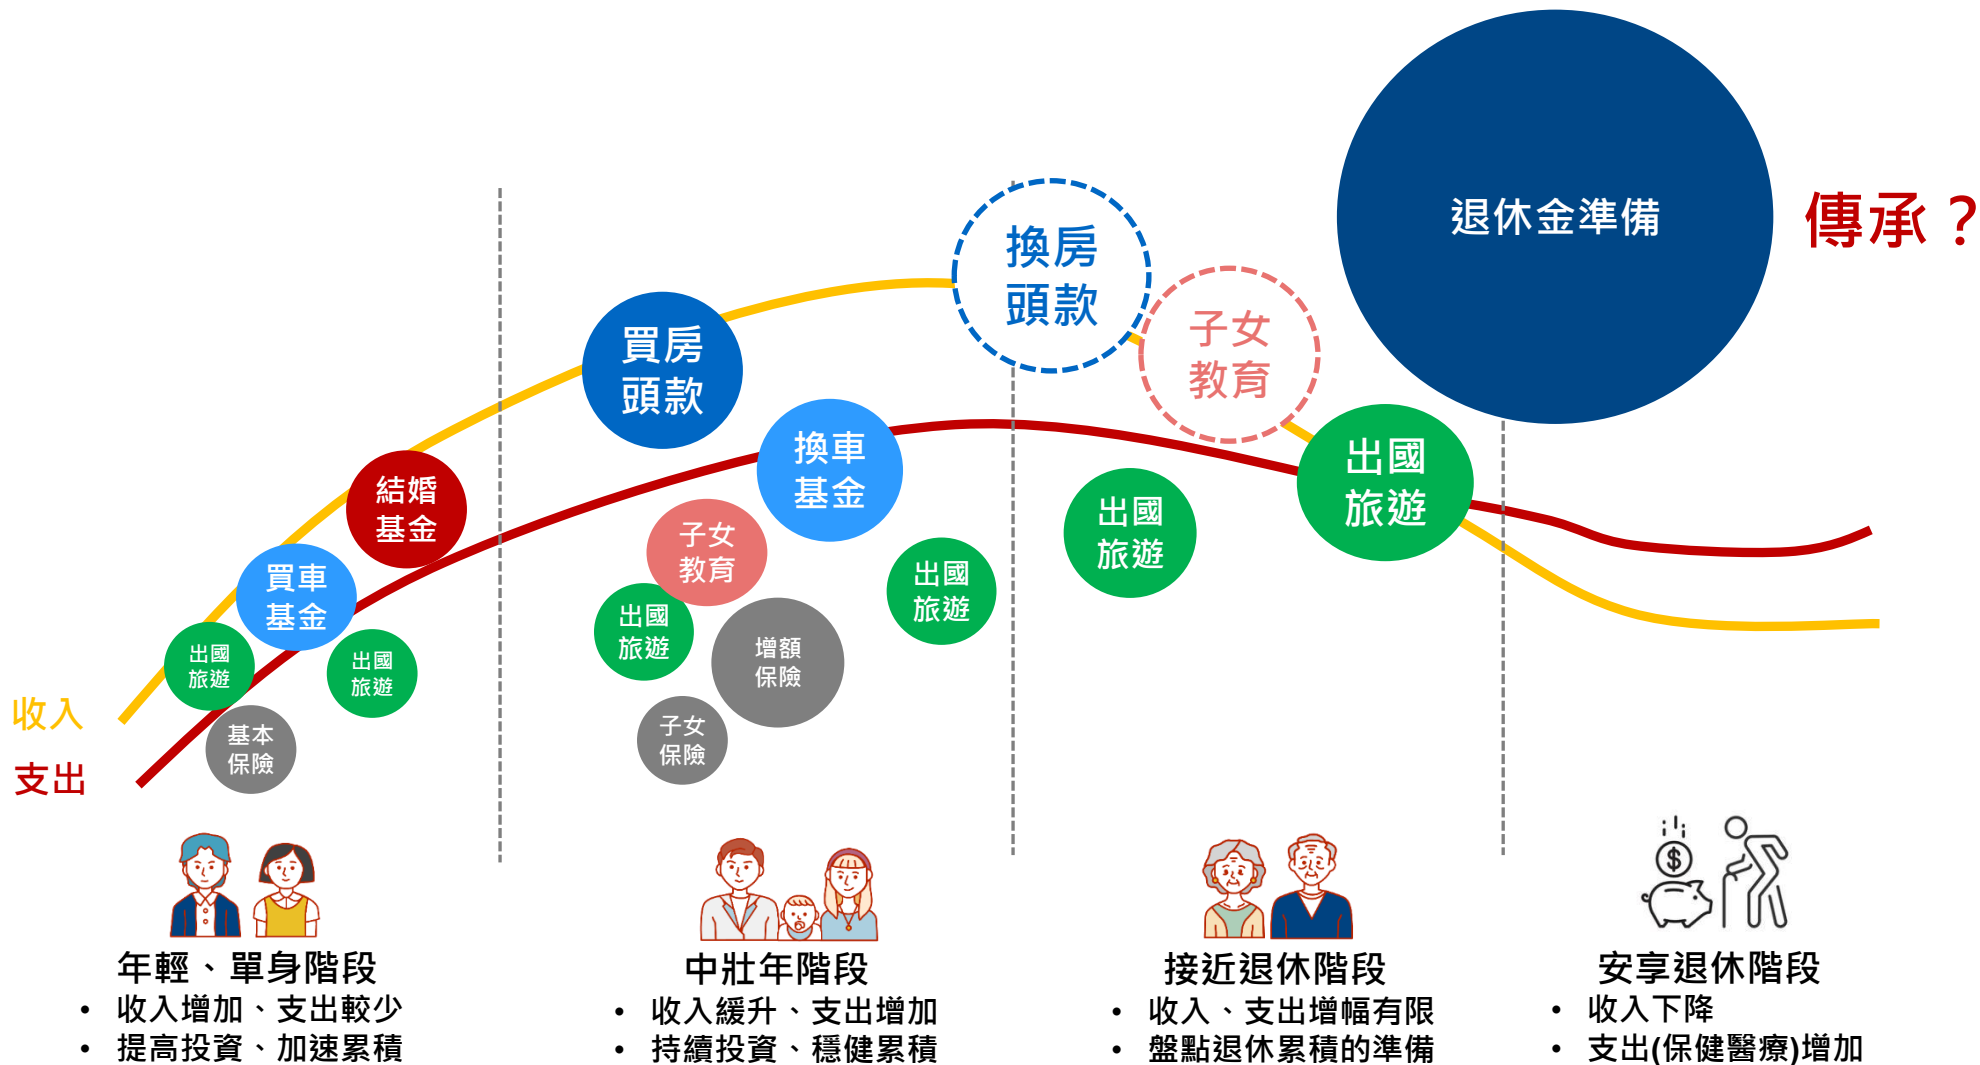 退休金準備
傳承？
換房
頭款
子女
教育
買房
頭款
換車
基金
出國
旅遊
結婚
基金
子女
教育
出國
旅遊
出國
旅遊
買車
基金
出國
旅遊
增額
保險
出國
旅遊
出國
旅遊
子女
保險
基本
保險
收入
支出
$
年輕、單身階段
• 收入增加、支出較少
• 提高投資、加速累積
中壯年階段
• 收入緩升、支出增加
• 持續投資、穩健累積
接近退休階段
• 收入、支出增幅有限
• 盤點退休累積的準備
安享退休階段
• 收入下降
• 支出(保健醫療)增加